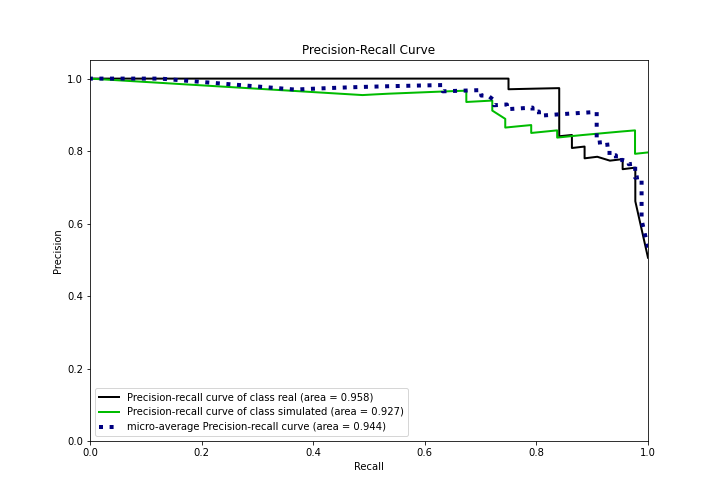 Precision-Recall Curve
Precision
1.0
0.8
0.6
0.4
0.2
0.0
Precision-recall curve of class real (area = 0.958)
Precision-recall curve of class simulated (area = 0.927)
micro-average Precision-recall curve (area = 0.944)
0.0 0.2 0.4 0.6 0.8 1.0
Recall